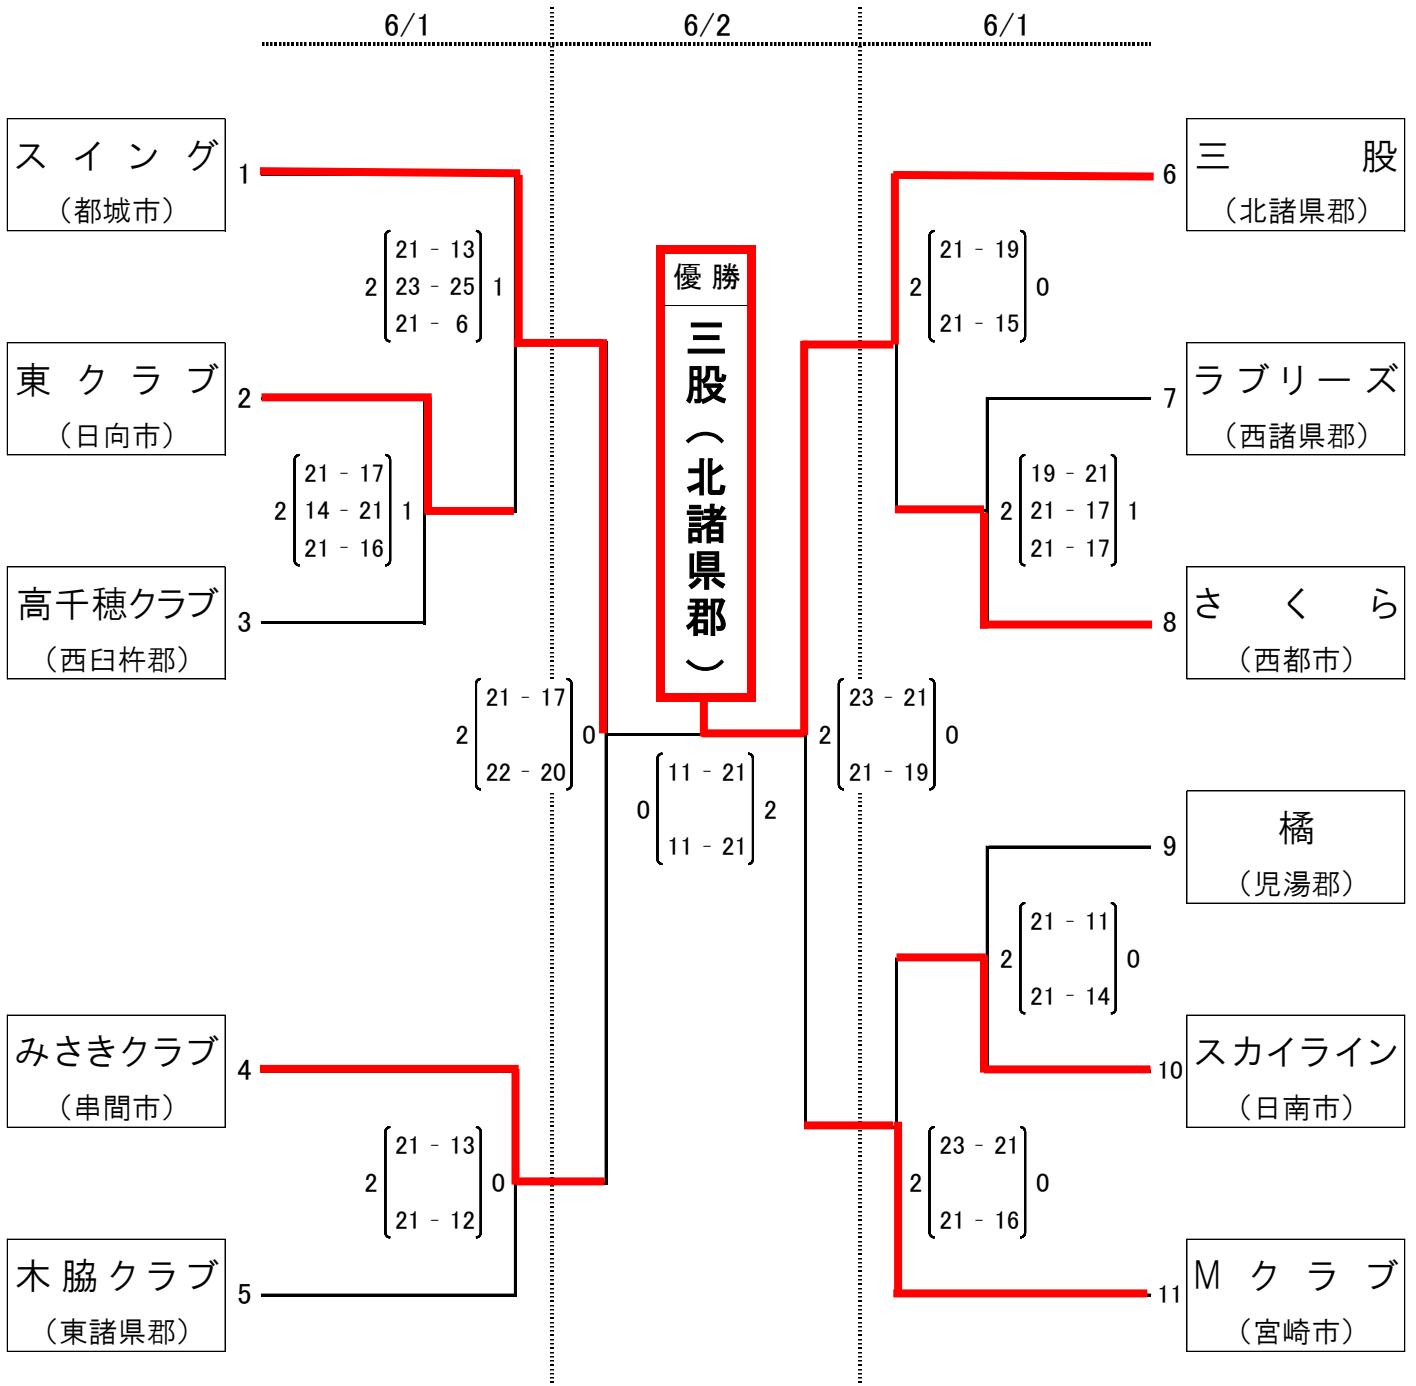 6/1
6/2
6/1
スイング
(都城市)
1
21 - 13
2 23 - 25 1
21 - 6
東クラブ
(日向市)
2
21 - 17
2 14 - 21 1
21 - 16
高千穂クラブ
(西臼杵郡)
3
21 - 17
2 0
22 - 20
みさきクラブ
(串間市)
4
21 - 13
2 0
21 - 12
木脇クラブ
(東諸県郡)
5
優勝
三股(北諸県郡)
11 - 21
0 2
11 - 21
6
三股
(北諸県郡)
21 - 19
2 0
21 - 15
7
ラブリーズ
(西諸県郡)
19 - 21
2 21 - 17 1
21 - 17
8
さくら
(西都市)
23 - 21
2 0
21 - 19
9
橘
(児湯郡)
21 - 11
2 0
21 - 14
10
スカイライン
(日南市)
23 - 21
2 0
21 - 16
11
Mクラブ
(宮崎市)